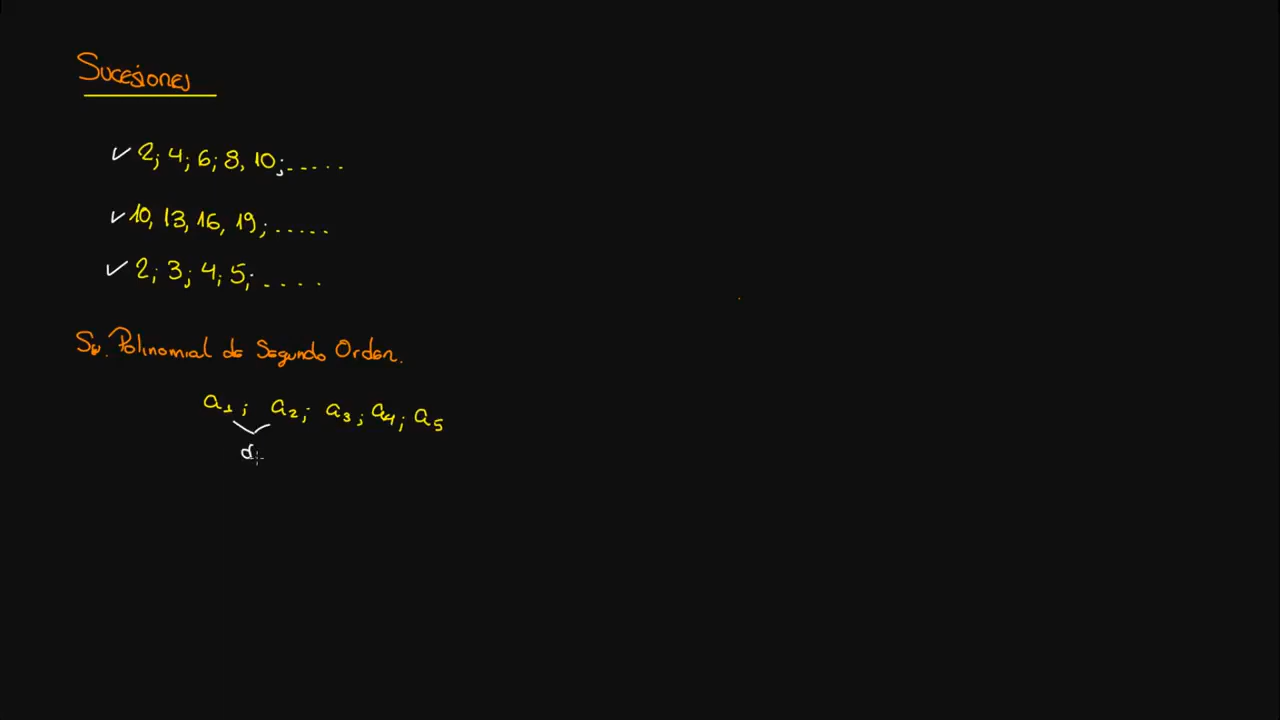 Sucesiones
✓ 2; 4; 6; 8, 10; .....
✓ 10, 13, 16, 19; .....
✓ 2; 3; 4; 5; ....
Su. Polinomial de Segundo Orden.
a₁; a₂; a₃; a₄; a₅
d